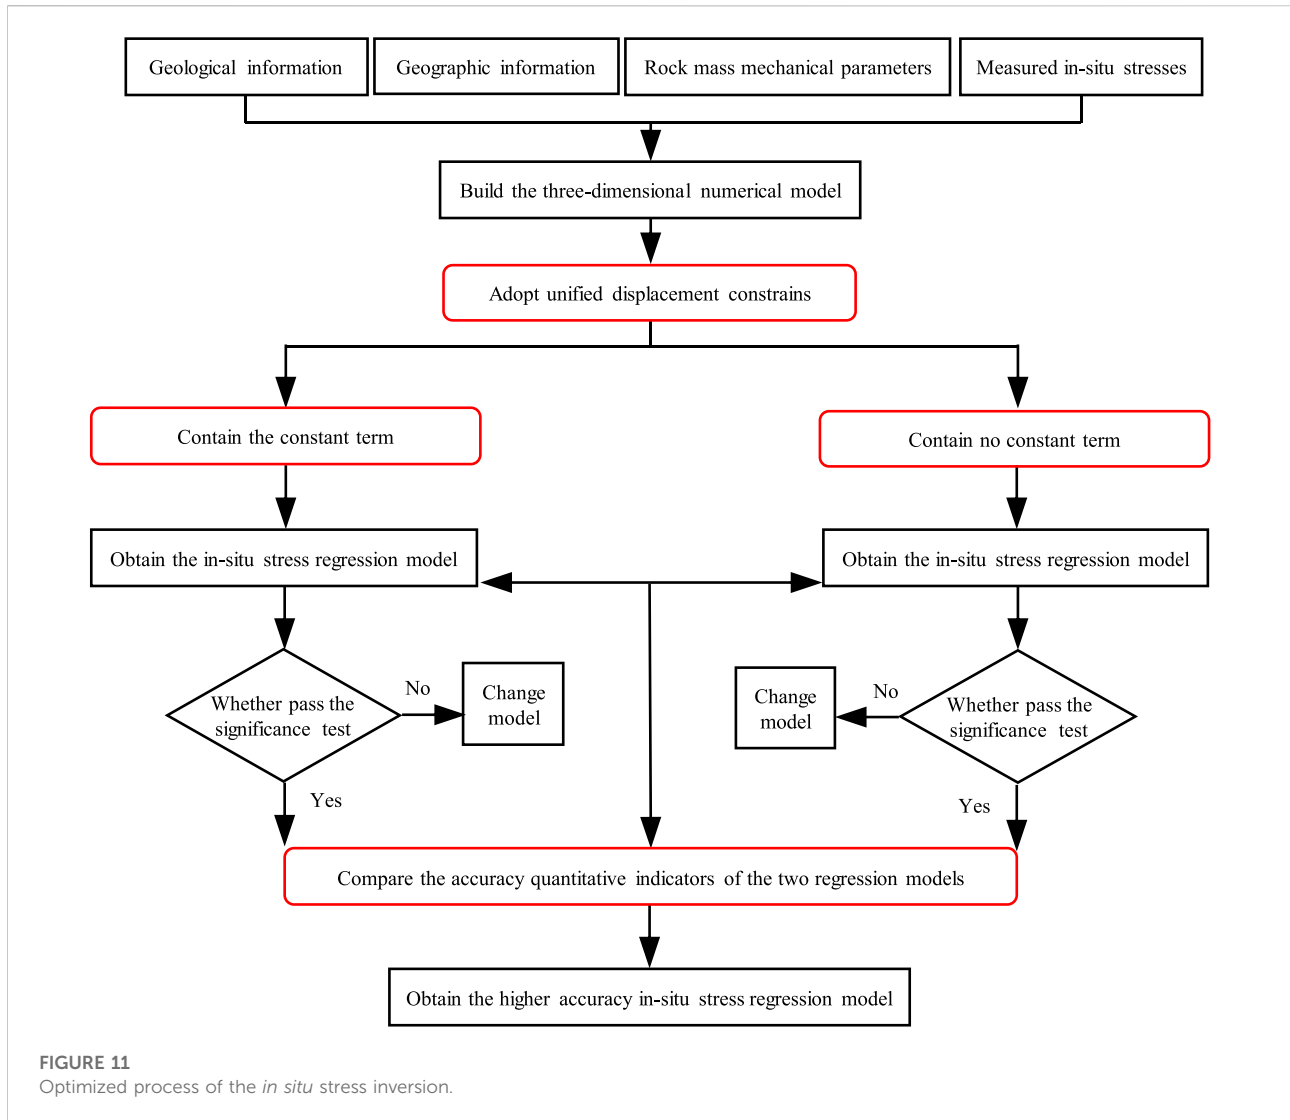 Geological information
Geographic information
Rock mass mechanical parameters
Measured in-situ stresses
Build the three-dimensional numerical model
Adopt unified displacement constrains
Contain the constant term
Contain no constant term
Obtain the in-situ stress regression model
Obtain the in-situ stress regression model
Whether pass the
significance test
No
Change
model
Change
model
No
Whether pass the
significance test
Yes
Yes
Compare the accuracy quantitative indicators of the two regression models
Obtain the higher accuracy in-situ stress regression model
FIGURE 11
Optimized process of the in situ stress inversion.